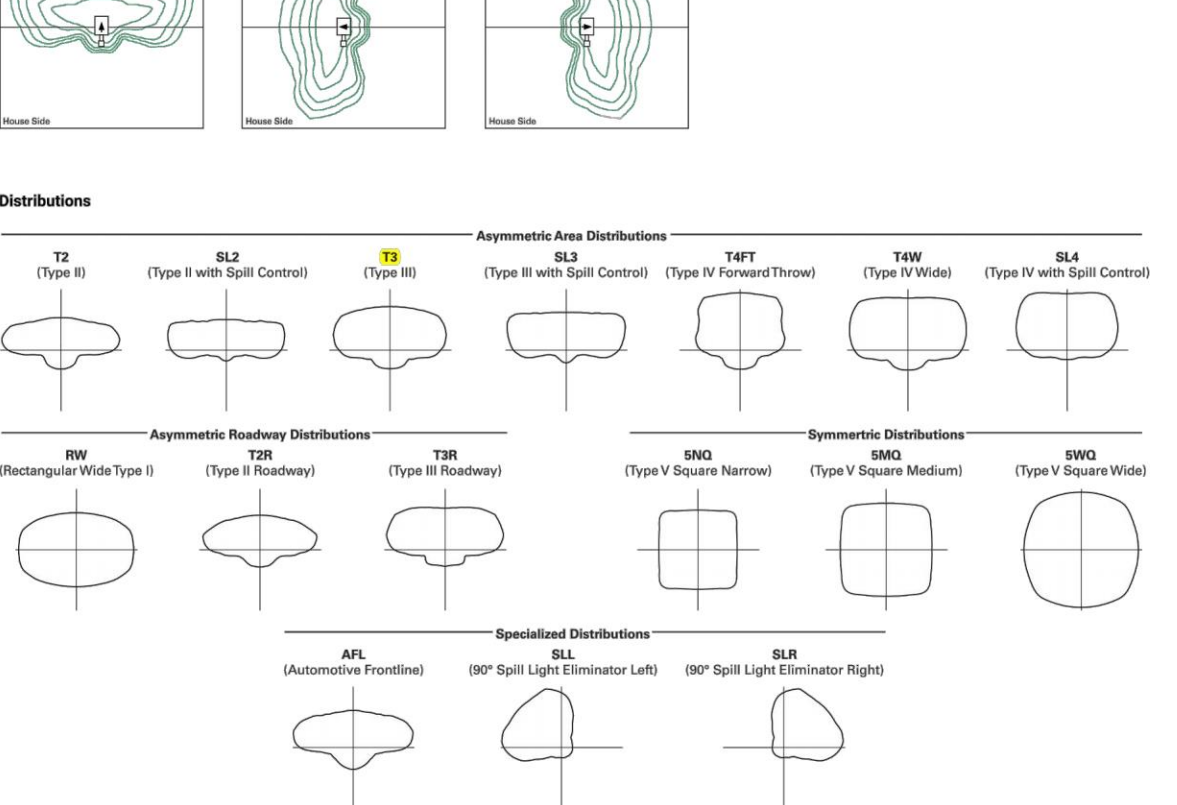 House Side
House Side
House Side
Distributions
Asymmetric Area Distributions
T2
(Type II)
SL2
(Type II with Spill Control)
T3
(Type III)
SL3
(Type III with Spill Control)
T4FT
(Type IV Forward Throw)
T4W
(Type IV Wide)
SL4
(Type IV with Spill Control)
Asymmetric Roadway Distributions
Symmertric Distributions
RW
(Rectangular Wide Type I)
T2R
(Type II Roadway)
T3R
(Type III Roadway)
5NQ
(Type V Square Narrow)
5MQ
(Type V Square Medium)
5WQ
(Type V Square Wide)
Specialized Distributions
AFL
(Automotive Frontline)
SLL
(90° Spill Light Eliminator Left)
SLR
(90° Spill Light Eliminator Right)